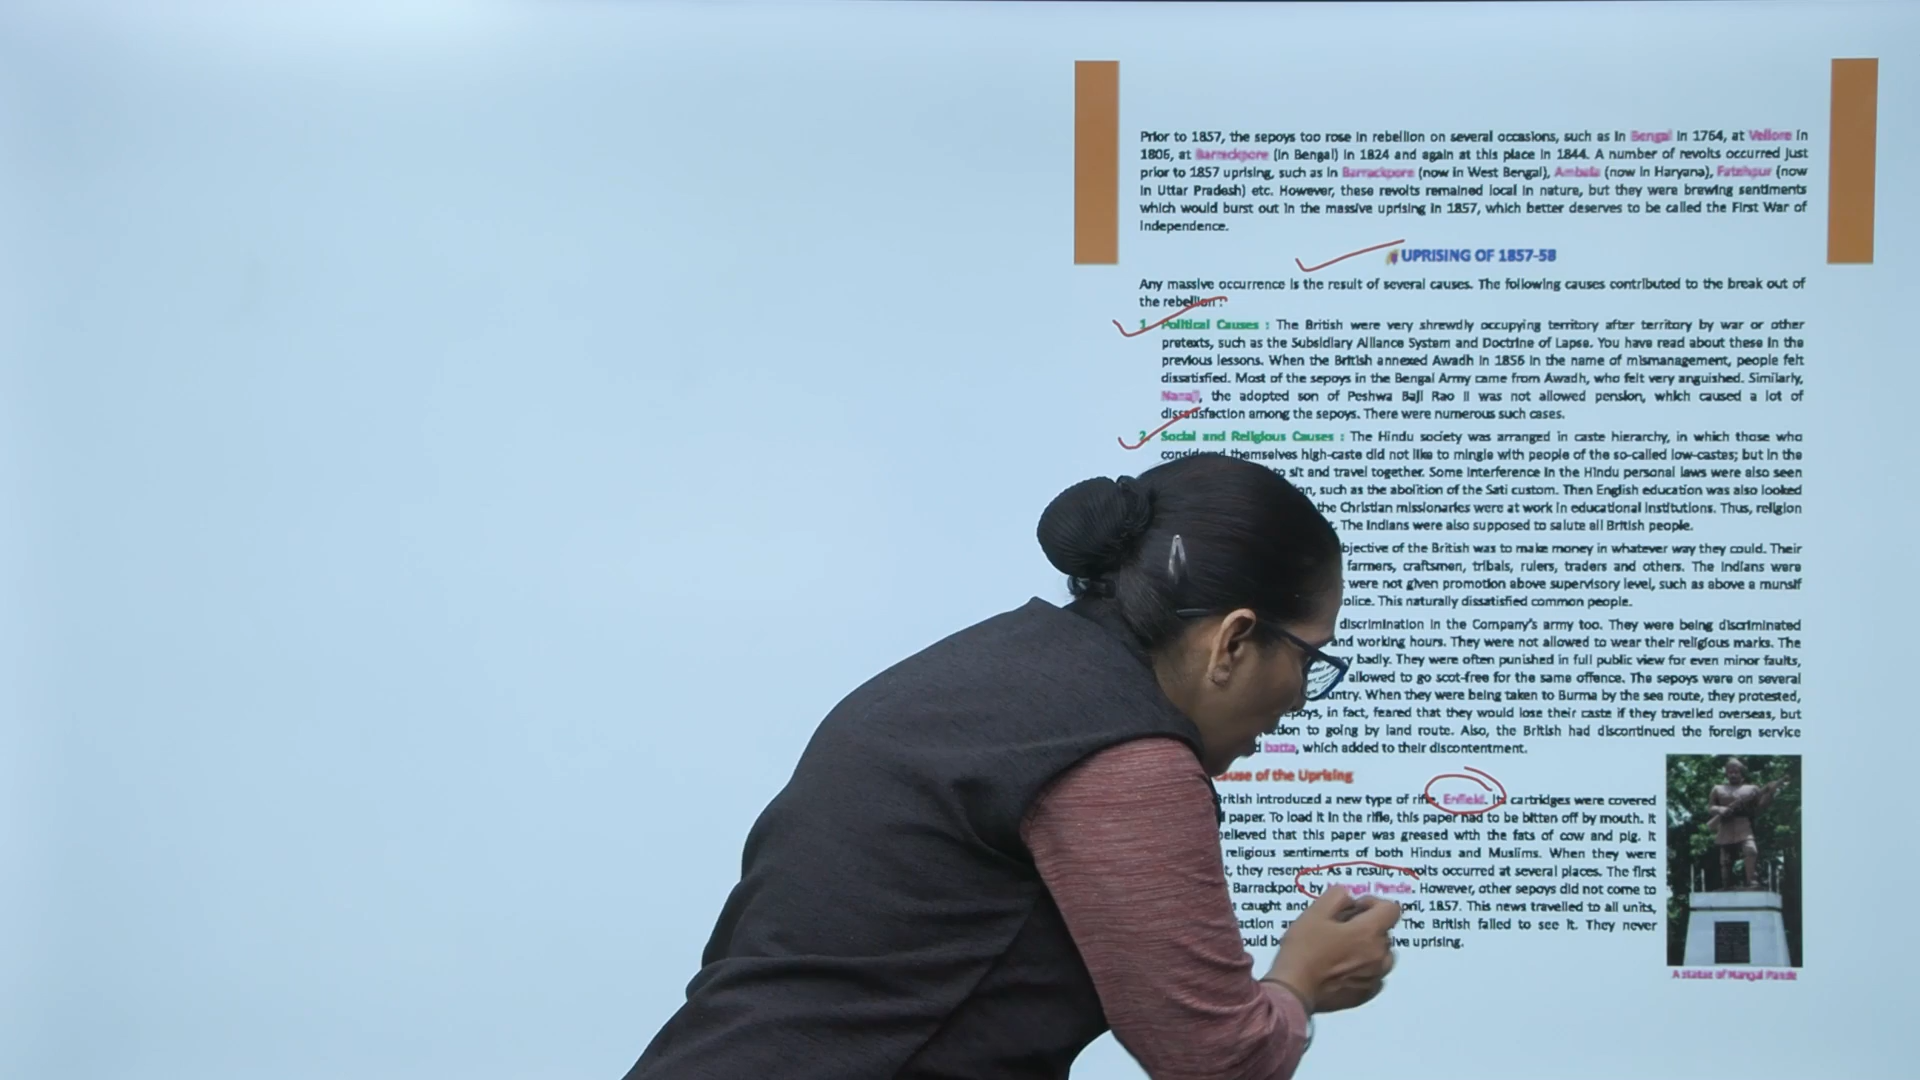 Prior to 1857, the sepoys too rose in rebellion on several occasions, such as in Bengal in 1764, at Vellore in
1806, at Barrackpore (in Bengal) in 1824 and again at this place in 1844. A number of revolts occurred just
prior to 1857 uprising, such as in Barrackpore (now in West Bengal), Ambala (now in Haryana), Fatehpur (now
in Uttar Pradesh) etc. However, these revolts remained local in nature, but they were brewing sentiments
which would burst out in the massive uprising in 1857, which better deserves to be called the First War of
Independence.
UPRISING OF 1857-58
Any massive occurrence is the result of several causes. The following causes contributed to the break out of
the rebellion :
1. Political Causes : The British were very shrewdly occupying territory after territory by war or other
pretexts, such as the Subsidiary Alliance System and Doctrine of Lapse. You have read about these in the
previous lessons. When the British annexed Awadh in 1856 in the name of mismanagement, people felt
dissatisfied. Most of the sepoys in the Bengal Army came from Awadh, who felt very anguished. Similarly,
Nanaji, the adopted son of Peshwa Baji Rao II was not allowed pension, which caused a lot of
dissatisfaction among the sepoys. There were numerous such cases.
2. Social and Religious Causes : The Hindu society was arranged in caste hierarchy, in which those who
considered themselves high-caste did not like to mingle with people of the so-called low-castes; but in the
to sit and travel together. Some interference in the Hindu personal laws were also seen
such as the abolition of the Sati custom. Then English education was also looked
the Christian missionaries were at work in educational institutions. Thus, religion
The Indians were also supposed to salute all British people.
of the British was to make money in whatever way they could. Their
farmers, craftsmen, tribals, rulers, traders and others. The Indians were
were not given promotion above supervisory level, such as above a munsif
This naturally dissatisfied common people.
discrimination in the Company's army too. They were being discriminated
and working hours. They were not allowed to wear their religious marks. The
badly. They were often punished in full public view for even minor faults,
allowed to go scot-free for the same offence. The sepoys were on several
When they were being taken to Burma by the sea route, they protested,
in fact, feared that they would lose their caste if they travelled overseas, but
to going by land route. Also, the British had discontinued the foreign service
batta, which added to their discontentment.
of the Uprising
British introduced a new type of rifle, Enfield. Its cartridges were covered
paper. To load it in the rifle, this paper had to be bitten off by mouth. It
believed that this paper was greased with the fats of cow and pig. It
religious sentiments of both Hindus and Muslims. When they were
they resented. As a result, revolts occurred at several places. The first
Barrackpore by Mangal Pande. However, other sepoys did not come to
caught and 1857. This news travelled to all units,
The British failed to see it. They never
uprising.
A statue of Mangal Pande